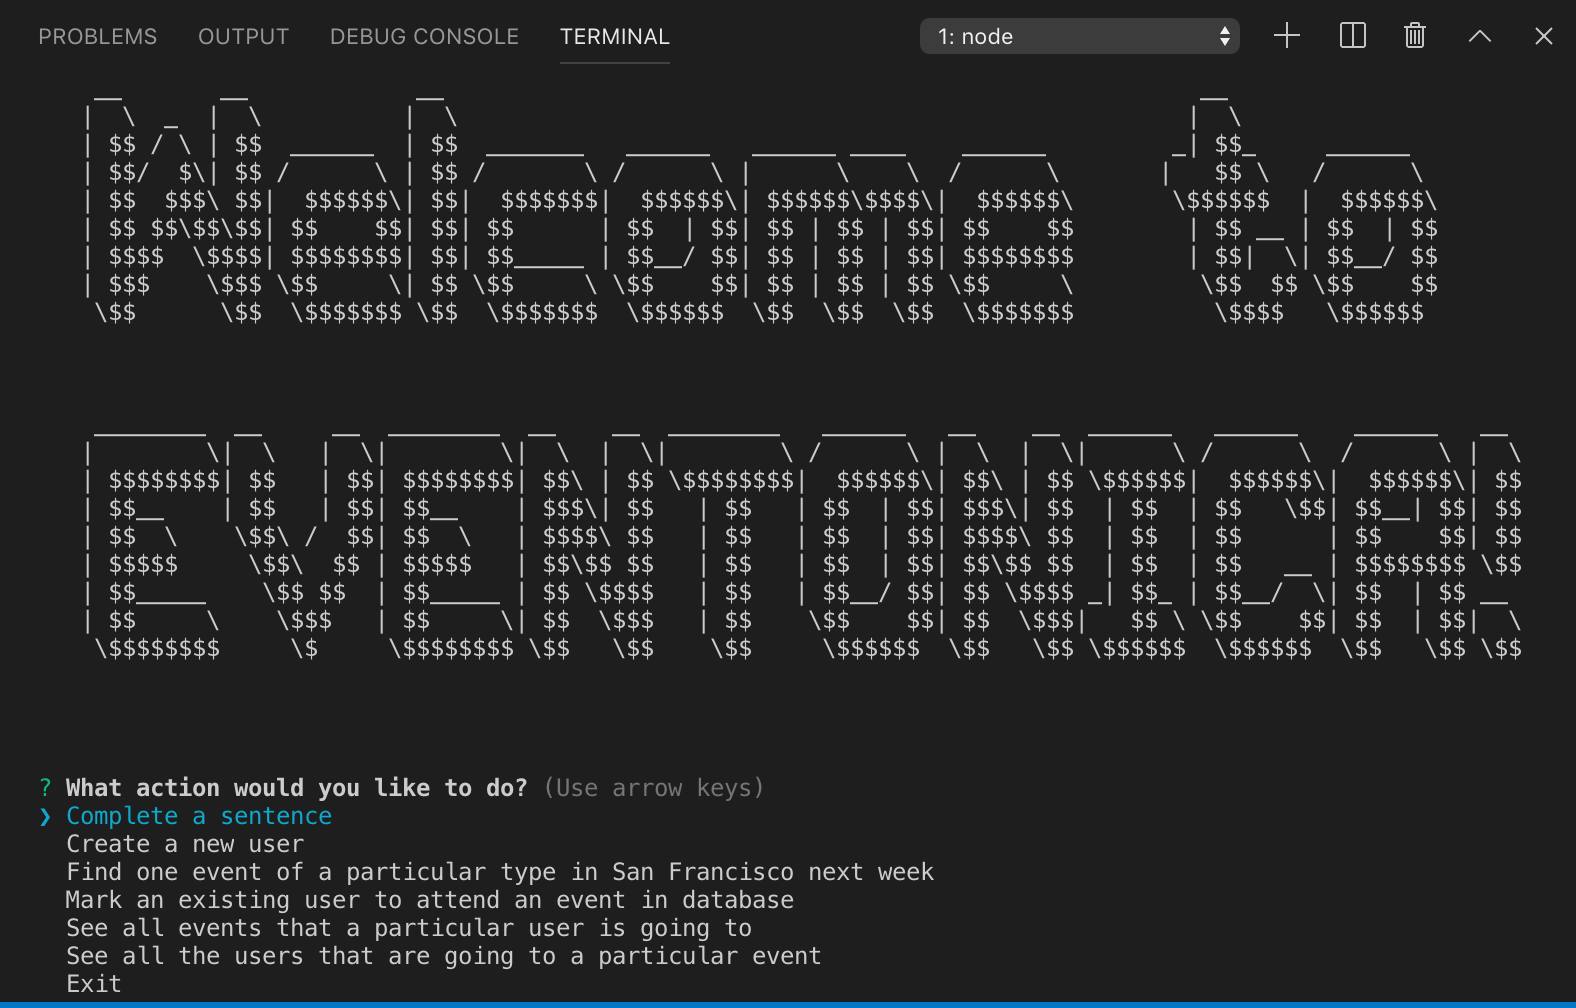 PROBLEMS OUTPUT DEBUG CONSOLE TERMINAL 1: node
Welcome to
EVENTONICA!
? What action would you like to do? (Use arrow keys)
❯ Complete a sentence
Create a new user
Find one event of a particular type in San Francisco next week
Mark an existing user to attend an event in database
See all events that a particular user is going to
See all the users that are going to a particular event
Exit